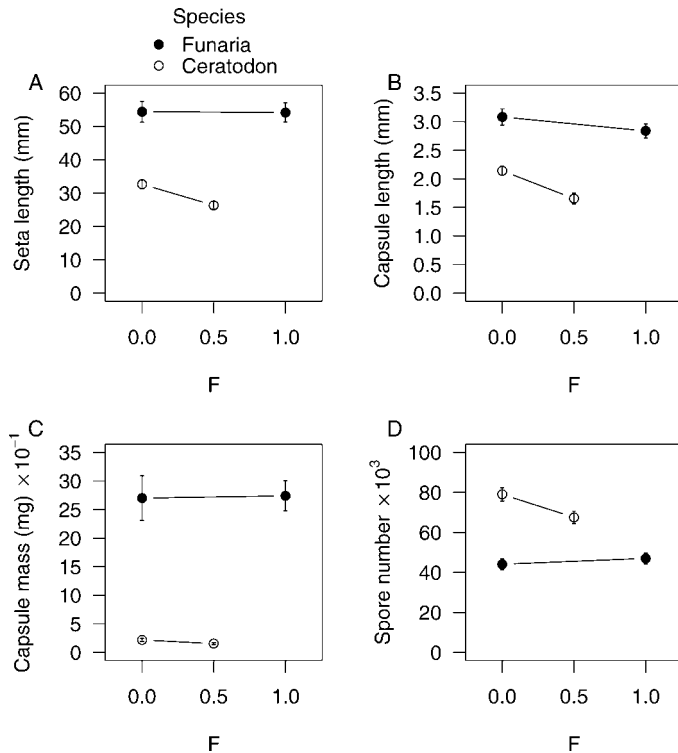 Species
Funaria
Ceratodon
A
Seta length (mm)
60
50
40
30
20
10
0
0.0 0.5 1.0
F
B
Capsule length (mm)
3.5
3.0
2.5
2.0
1.5
1.0
0.5
0.0
0.0 0.5 1.0
F
C
Capsule mass (mg) ×10⁻¹
35
30
25
20
15
10
5
0
0.0 0.5 1.0
F
D
Spore number ×10³
100
80
60
40
20
0
0.0 0.5 1.0
F